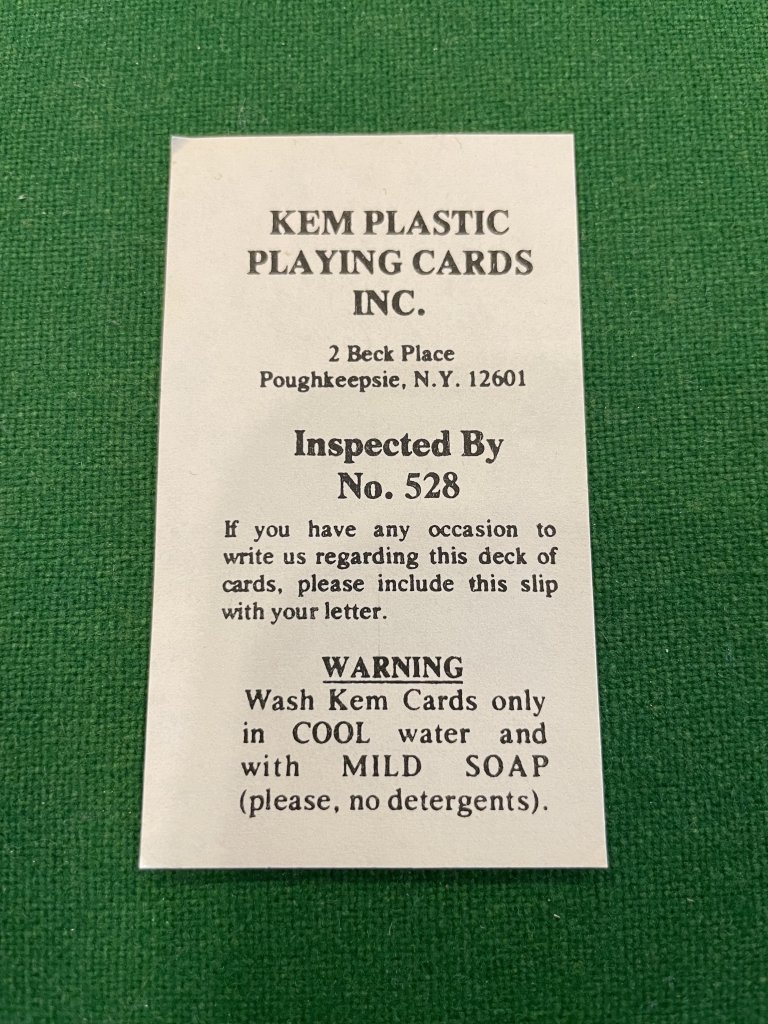 KEM PLASTIC
PLAYING CARDS
INC.
2 Beck Place
Poughkeepsie, N.Y. 12601
Inspected By
No. 528
If you have any occasion to
write us regarding this deck of
cards, please include this slip
with your letter.
WARNING
Wash Kem Cards only
in COOL water and
with MILD SOAP
(please, no detergents).